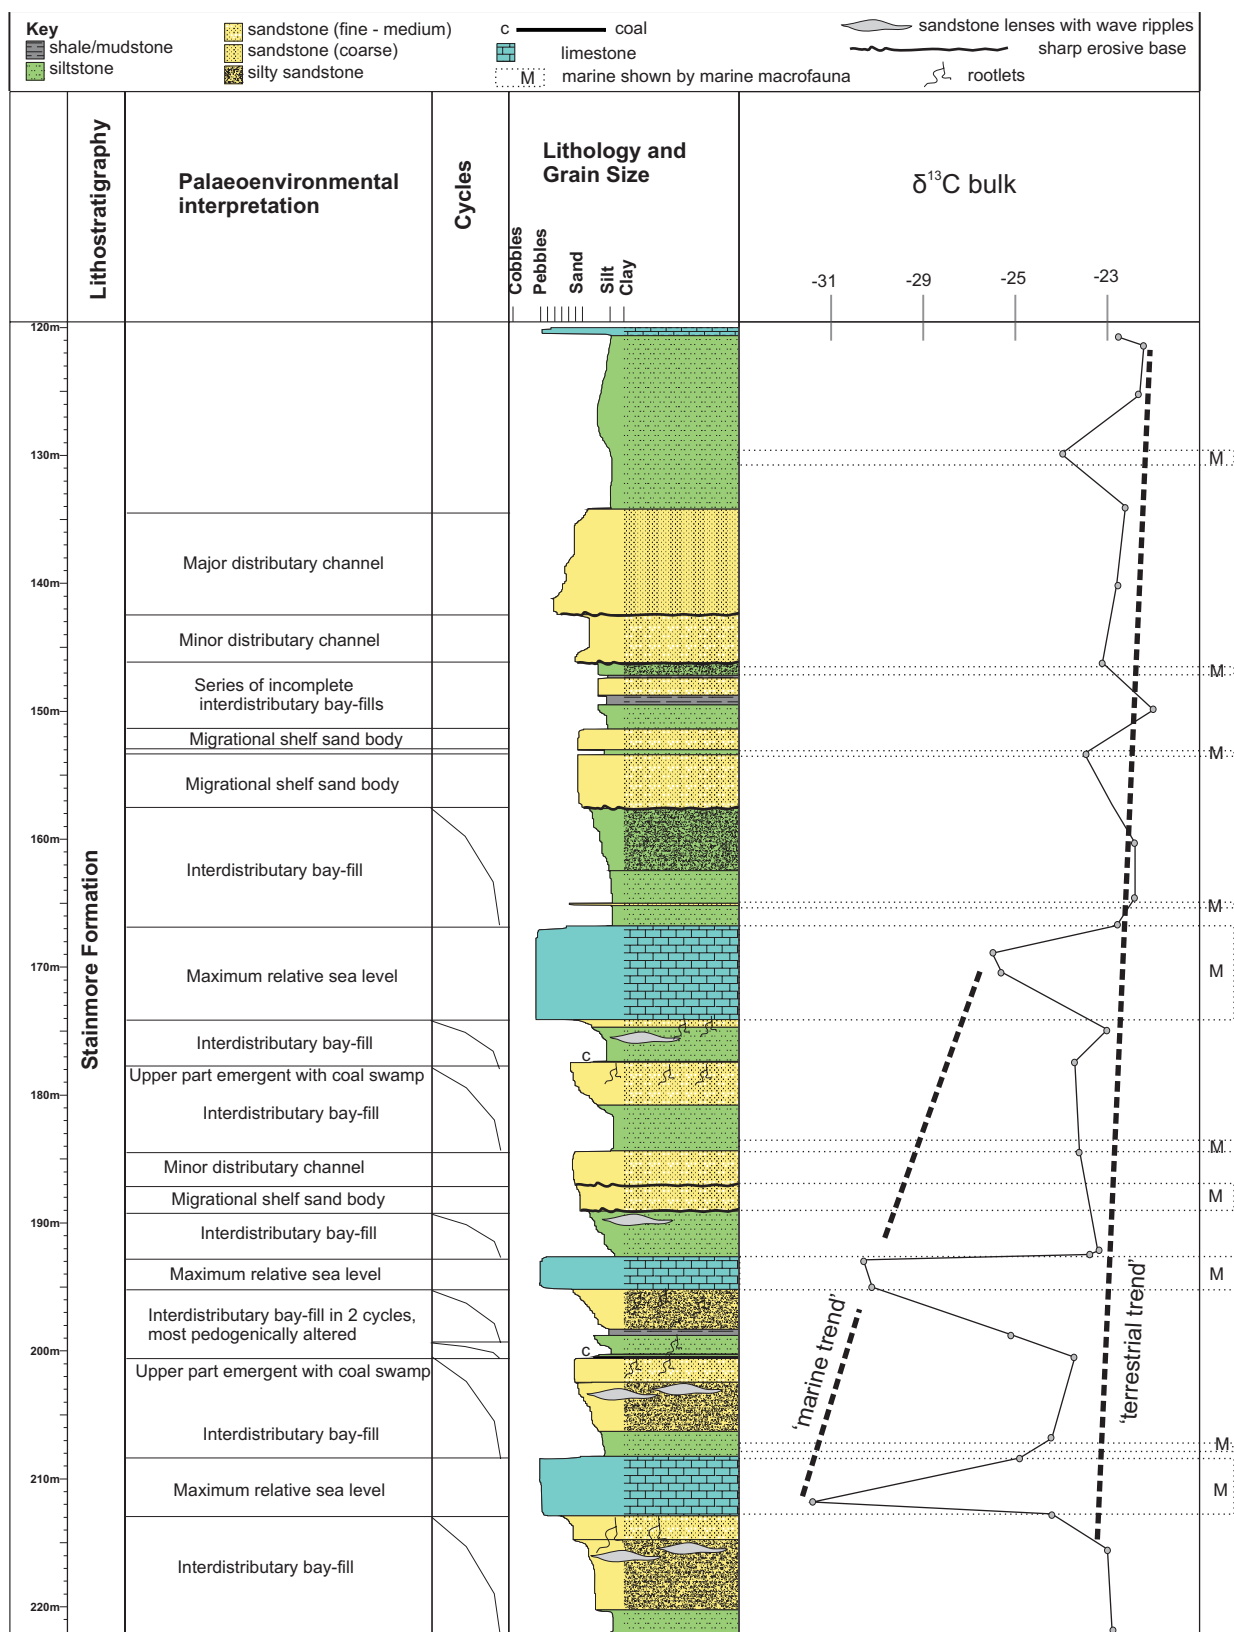 Key
shale/mudstone
siltstone
sandstone (fine - medium)
sandstone (coarse)
silty sandstone
c coal
limestone
M marine shown by marine macrofauna
sandstone lenses with wave ripples
sharp erosive base
rootlets
Lithostratigraphy
Palaeoenvironmental
interpretation
Cycles
Lithology and
Grain Size
Cobbles
Pebbles
Sand
Silt
Clay
δ¹³C bulk
-31 -29 -25 -23
120m
130m
M
Major distributary channel
140m
Minor distributary channel
M
Series of incomplete
interdistributary bay-fills
150m
Migrational shelf sand body
M
Migrational shelf sand body
160m
Interdistributary bay-fill
M
Stainmore Formation
170m
Maximum relative sea level
M
Interdistributary bay-fill
c
Upper part emergent with coal swamp
180m
Interdistributary bay-fill
M
Minor distributary channel
Migrational shelf sand body
M
190m
Interdistributary bay-fill
Maximum relative sea level
M
Interdistributary bay-fill in 2 cycles,
most pedogenically altered
'marine trend'
'terrestrial trend'
200m
c
Upper part emergent with coal swamp
Interdistributary bay-fill
M
210m
Maximum relative sea level
M
Interdistributary bay-fill
220m